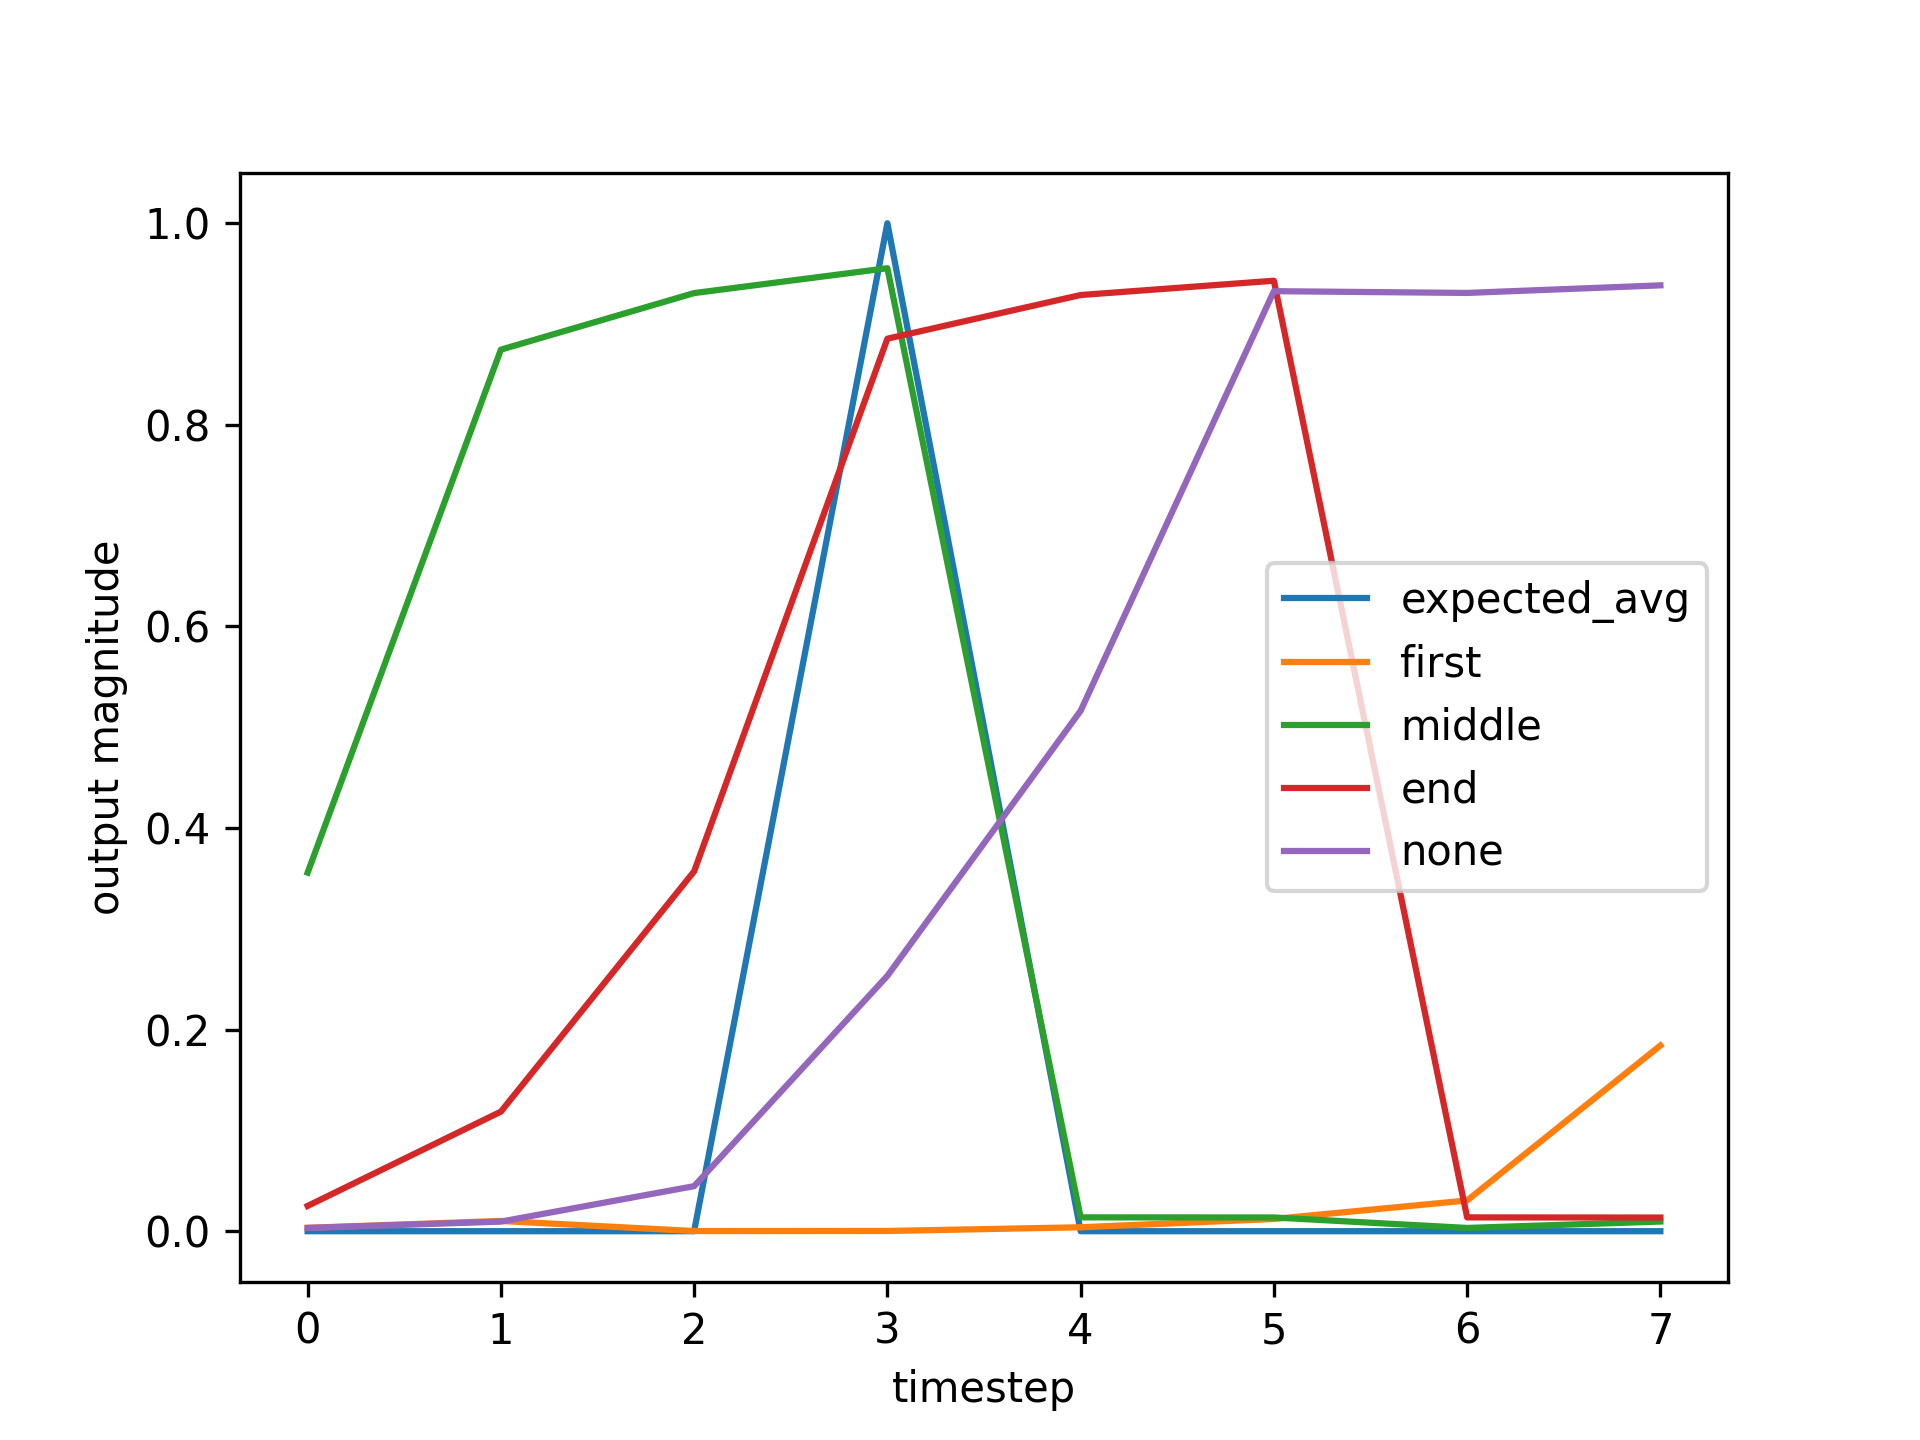 output magnitude
1.0
0.8
0.6
0.4
0.2
0.0
expected_avg
first
middle
end
none
0 1 2 3 4 5 6 7
timestep